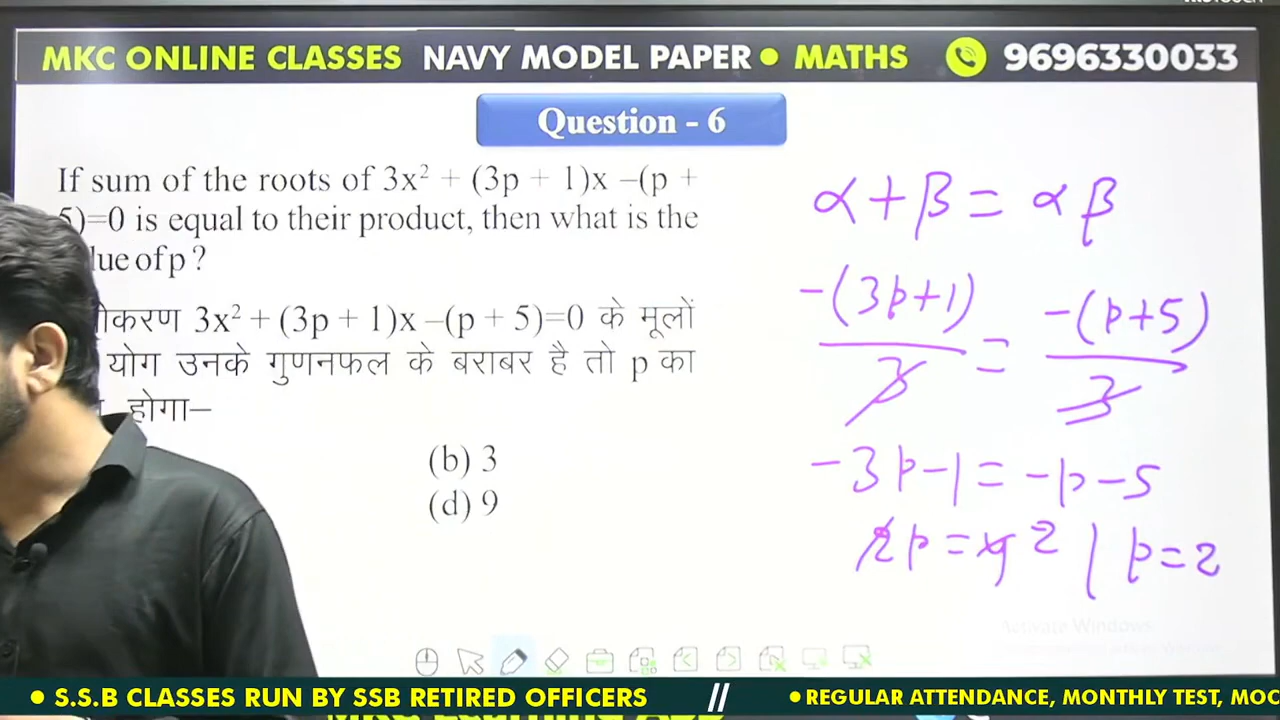 MKC ONLINE CLASSES NAVY MODEL PAPER ● MATHS 9696330033
Question - 6
If sum of the roots of 3x² + (3p + 1)x –(p +
5)=0 is equal to their product, then what is the
lue of p ?
करण 3x² + (3p + 1)x –(p + 5)=0 के मूलों
योग उनके गुणनफल के बराबर है तो p का
होगा–
(b) 3
(d) 9
α + β = α β
-(3p+1)/3 = -(p+5)/3
-3p-1 = -p-5
2p = 4 2 | p = 2
Activate Windows
● S.S.B CLASSES RUN BY SSB RETIRED OFFICERS // ● REGULAR ATTENDANCE, MONTHLY TEST, MOC